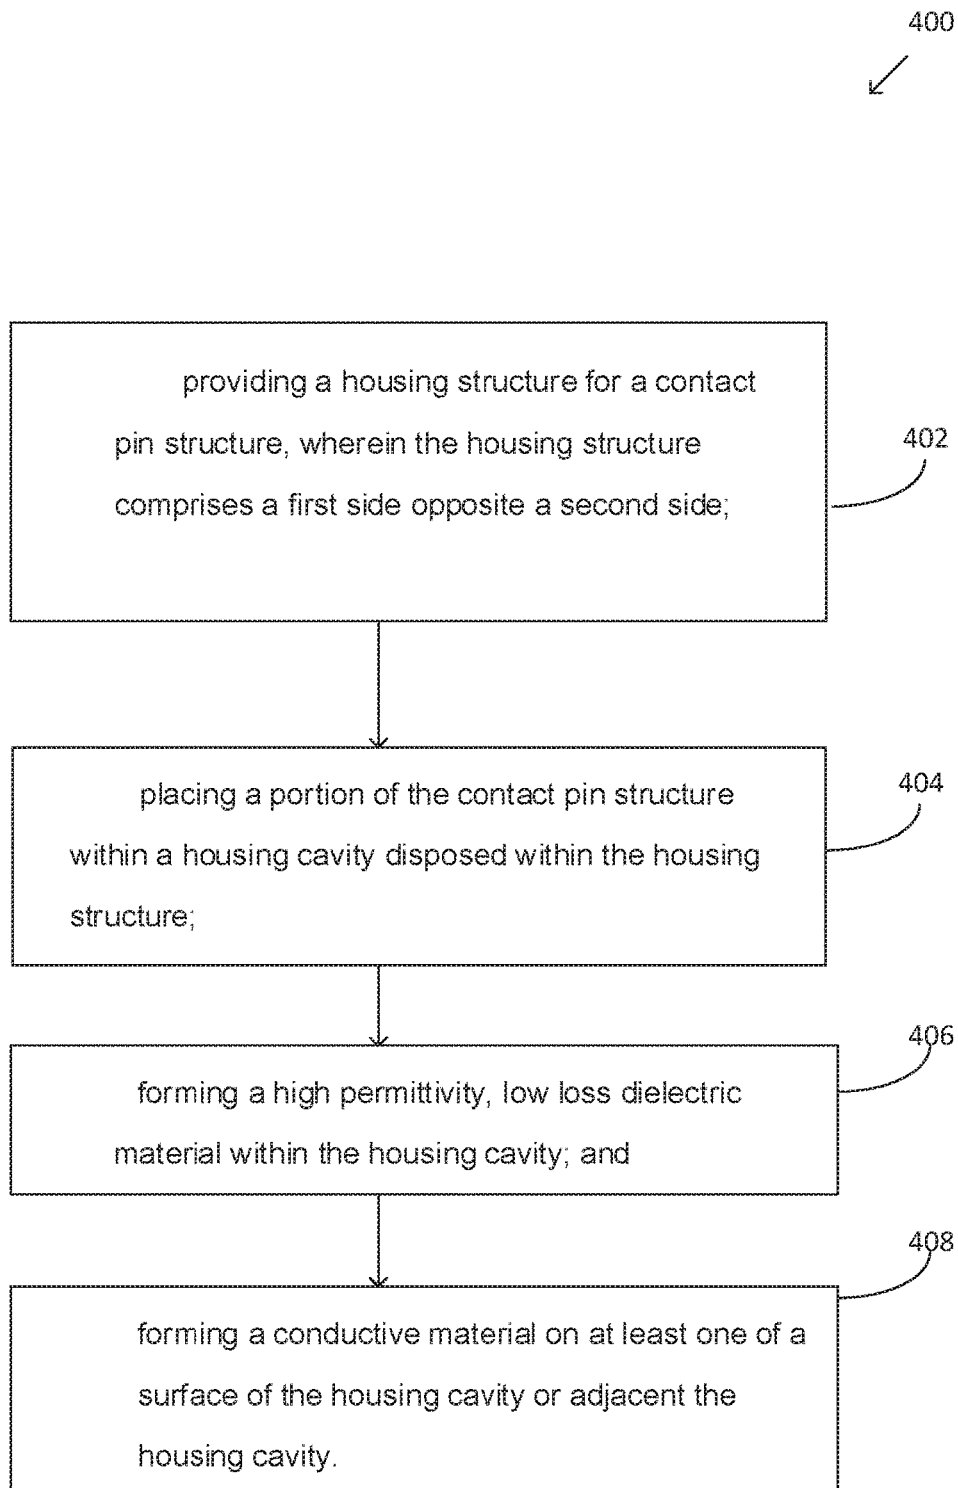 400
providing a housing structure for a contact
pin structure, wherein the housing structure
comprises a first side opposite a second side;
402
placing a portion of the contact pin structure
within a housing cavity disposed within the housing
structure;
404
forming a high permittivity, low loss dielectric
material within the housing cavity; and
406
forming a conductive material on at least one of a
surface of the housing cavity or adjacent the
housing cavity.
408